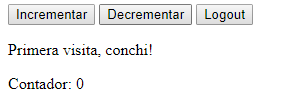 Incrementar Decrementar Logout
Primera visita, conchi!
Contador: 0